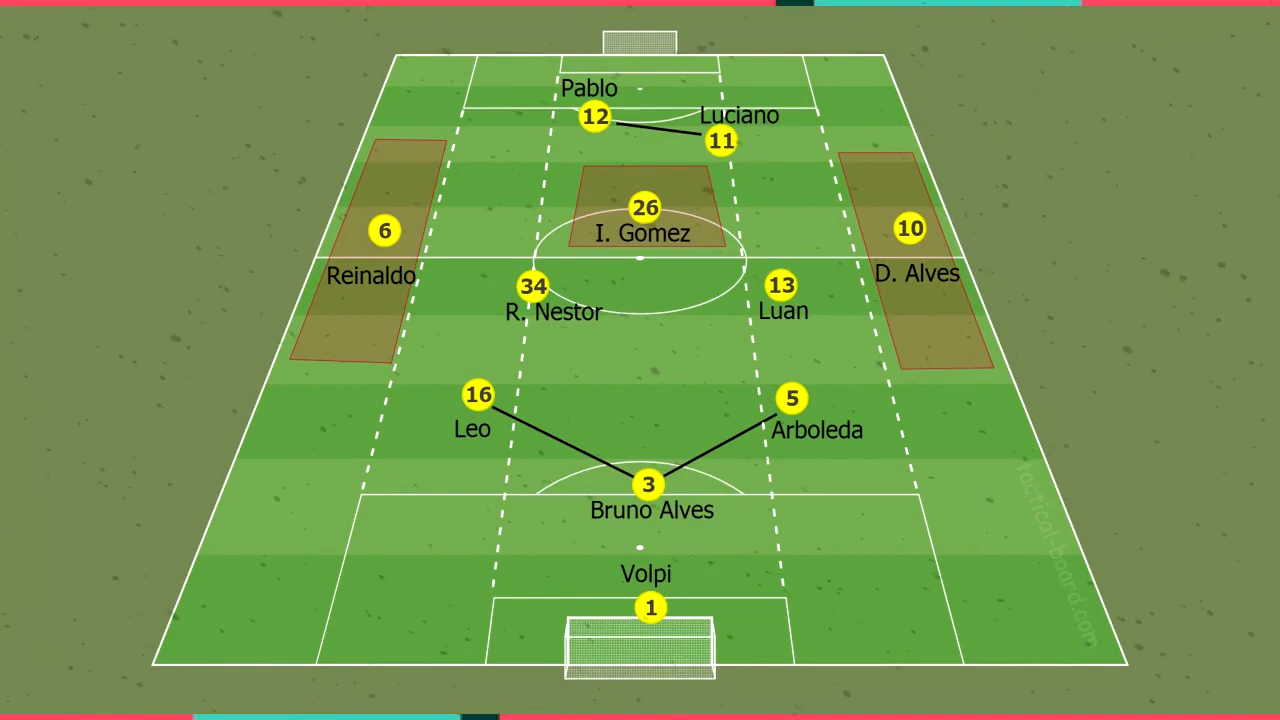 Pablo
12
Luciano
11
26
I. Gomez
6
Reinaldo
10
D. Alves
34
R. Nestor
13
Luan
16
Leo
5
Arboleda
3
Bruno Alves
Volpi
1
tactical-board.com